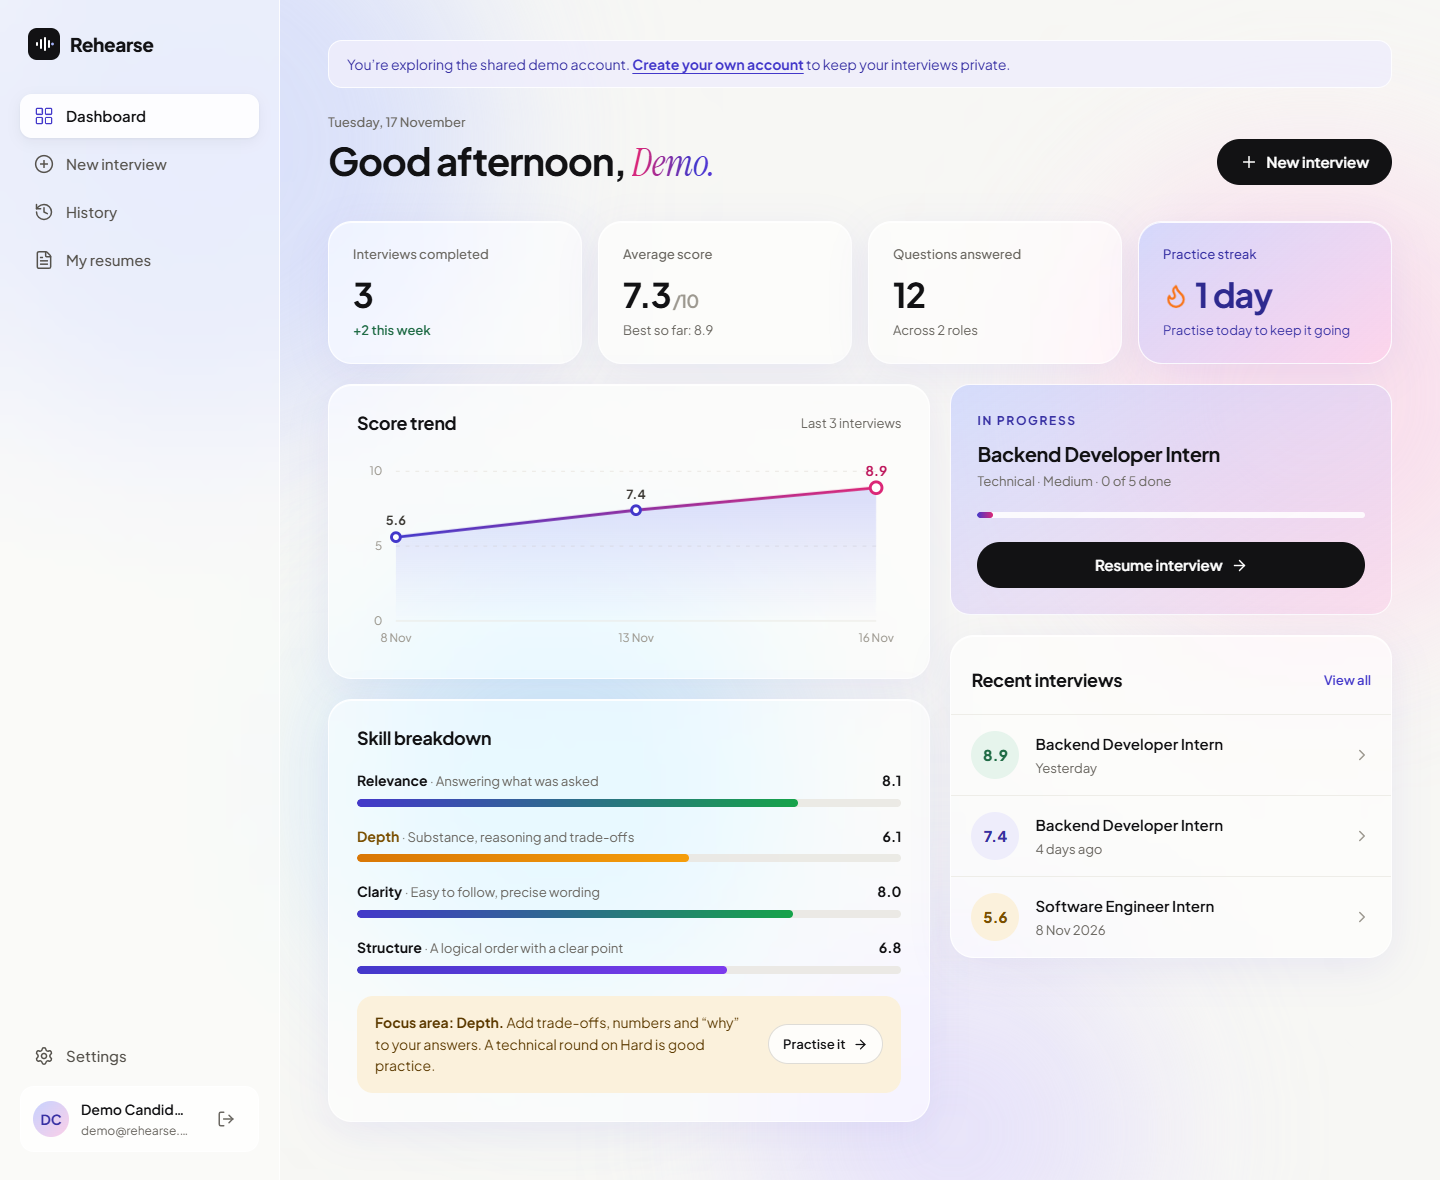 Rehearse
Dashboard
New interview
History
My resumes
Settings
DC
Demo Candid...
demo@rehearse....
You're exploring the shared demo account. Create your own account to keep your interviews private.
Tuesday, 17 November
Good afternoon, Demo.
New interview
Interviews completed
3
+2 this week
Average score
7.3/10
Best so far: 8.9
Questions answered
12
Across 2 roles
Practice streak
1 day
Practise today to keep it going
Score trend
Last 3 interviews
10
5
0
5.6
7.4
8.9
8 Nov
13 Nov
16 Nov
Skill breakdown
Relevance · Answering what was asked
8.1
Depth · Substance, reasoning and trade-offs
6.1
Clarity · Easy to follow, precise wording
8.0
Structure · A logical order with a clear point
6.8
Focus area: Depth. Add trade-offs, numbers and “why”
to your answers. A technical round on Hard is good
practice.
Practise it
IN PROGRESS
Backend Developer Intern
Technical · Medium · 0 of 5 done
Resume interview
Recent interviews
View all
8.9
Backend Developer Intern
Yesterday
7.4
Backend Developer Intern
4 days ago
5.6
Software Engineer Intern
8 Nov 2026